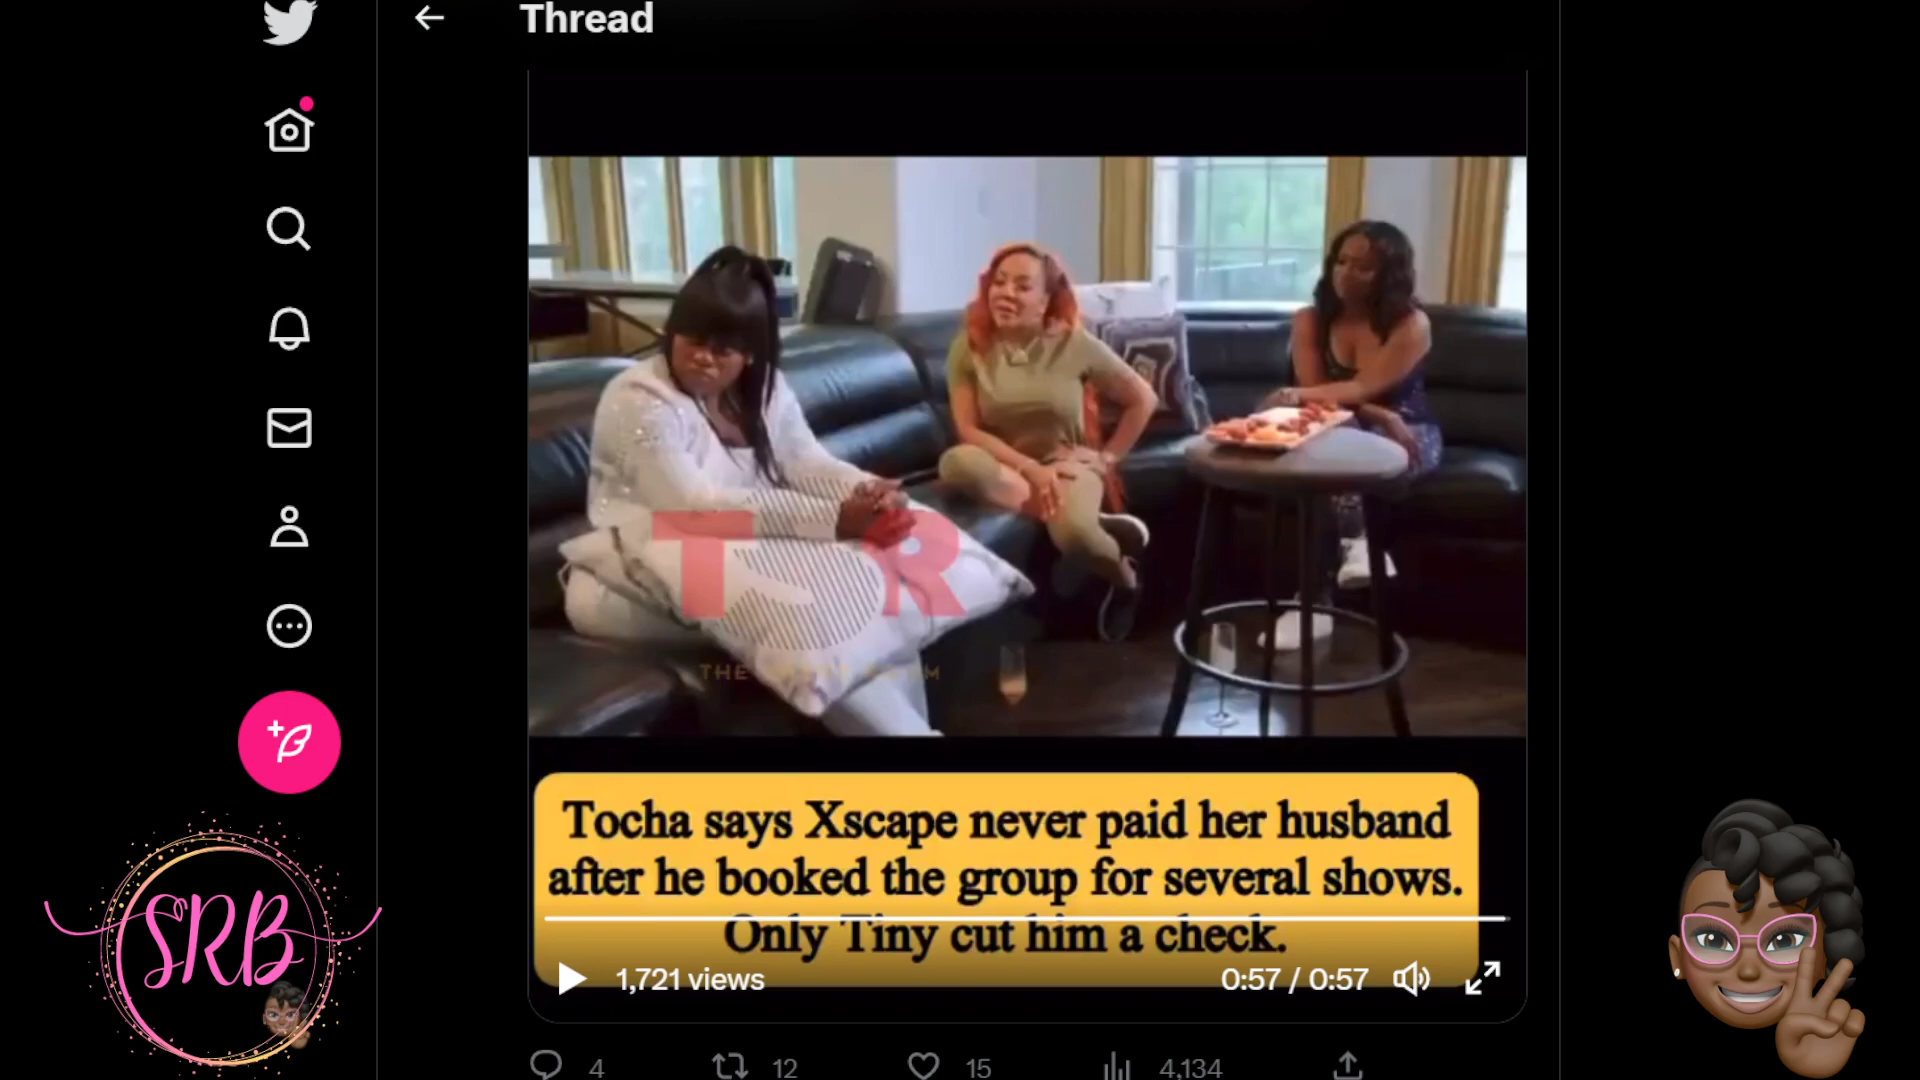 Thread
TSR
THE
Tocha says Xscape never paid her husband
after he booked the group for several shows.
Only Tiny cut him a check.
1,721 views
0:57 / 0:57
4
12
15
4,134
SRB